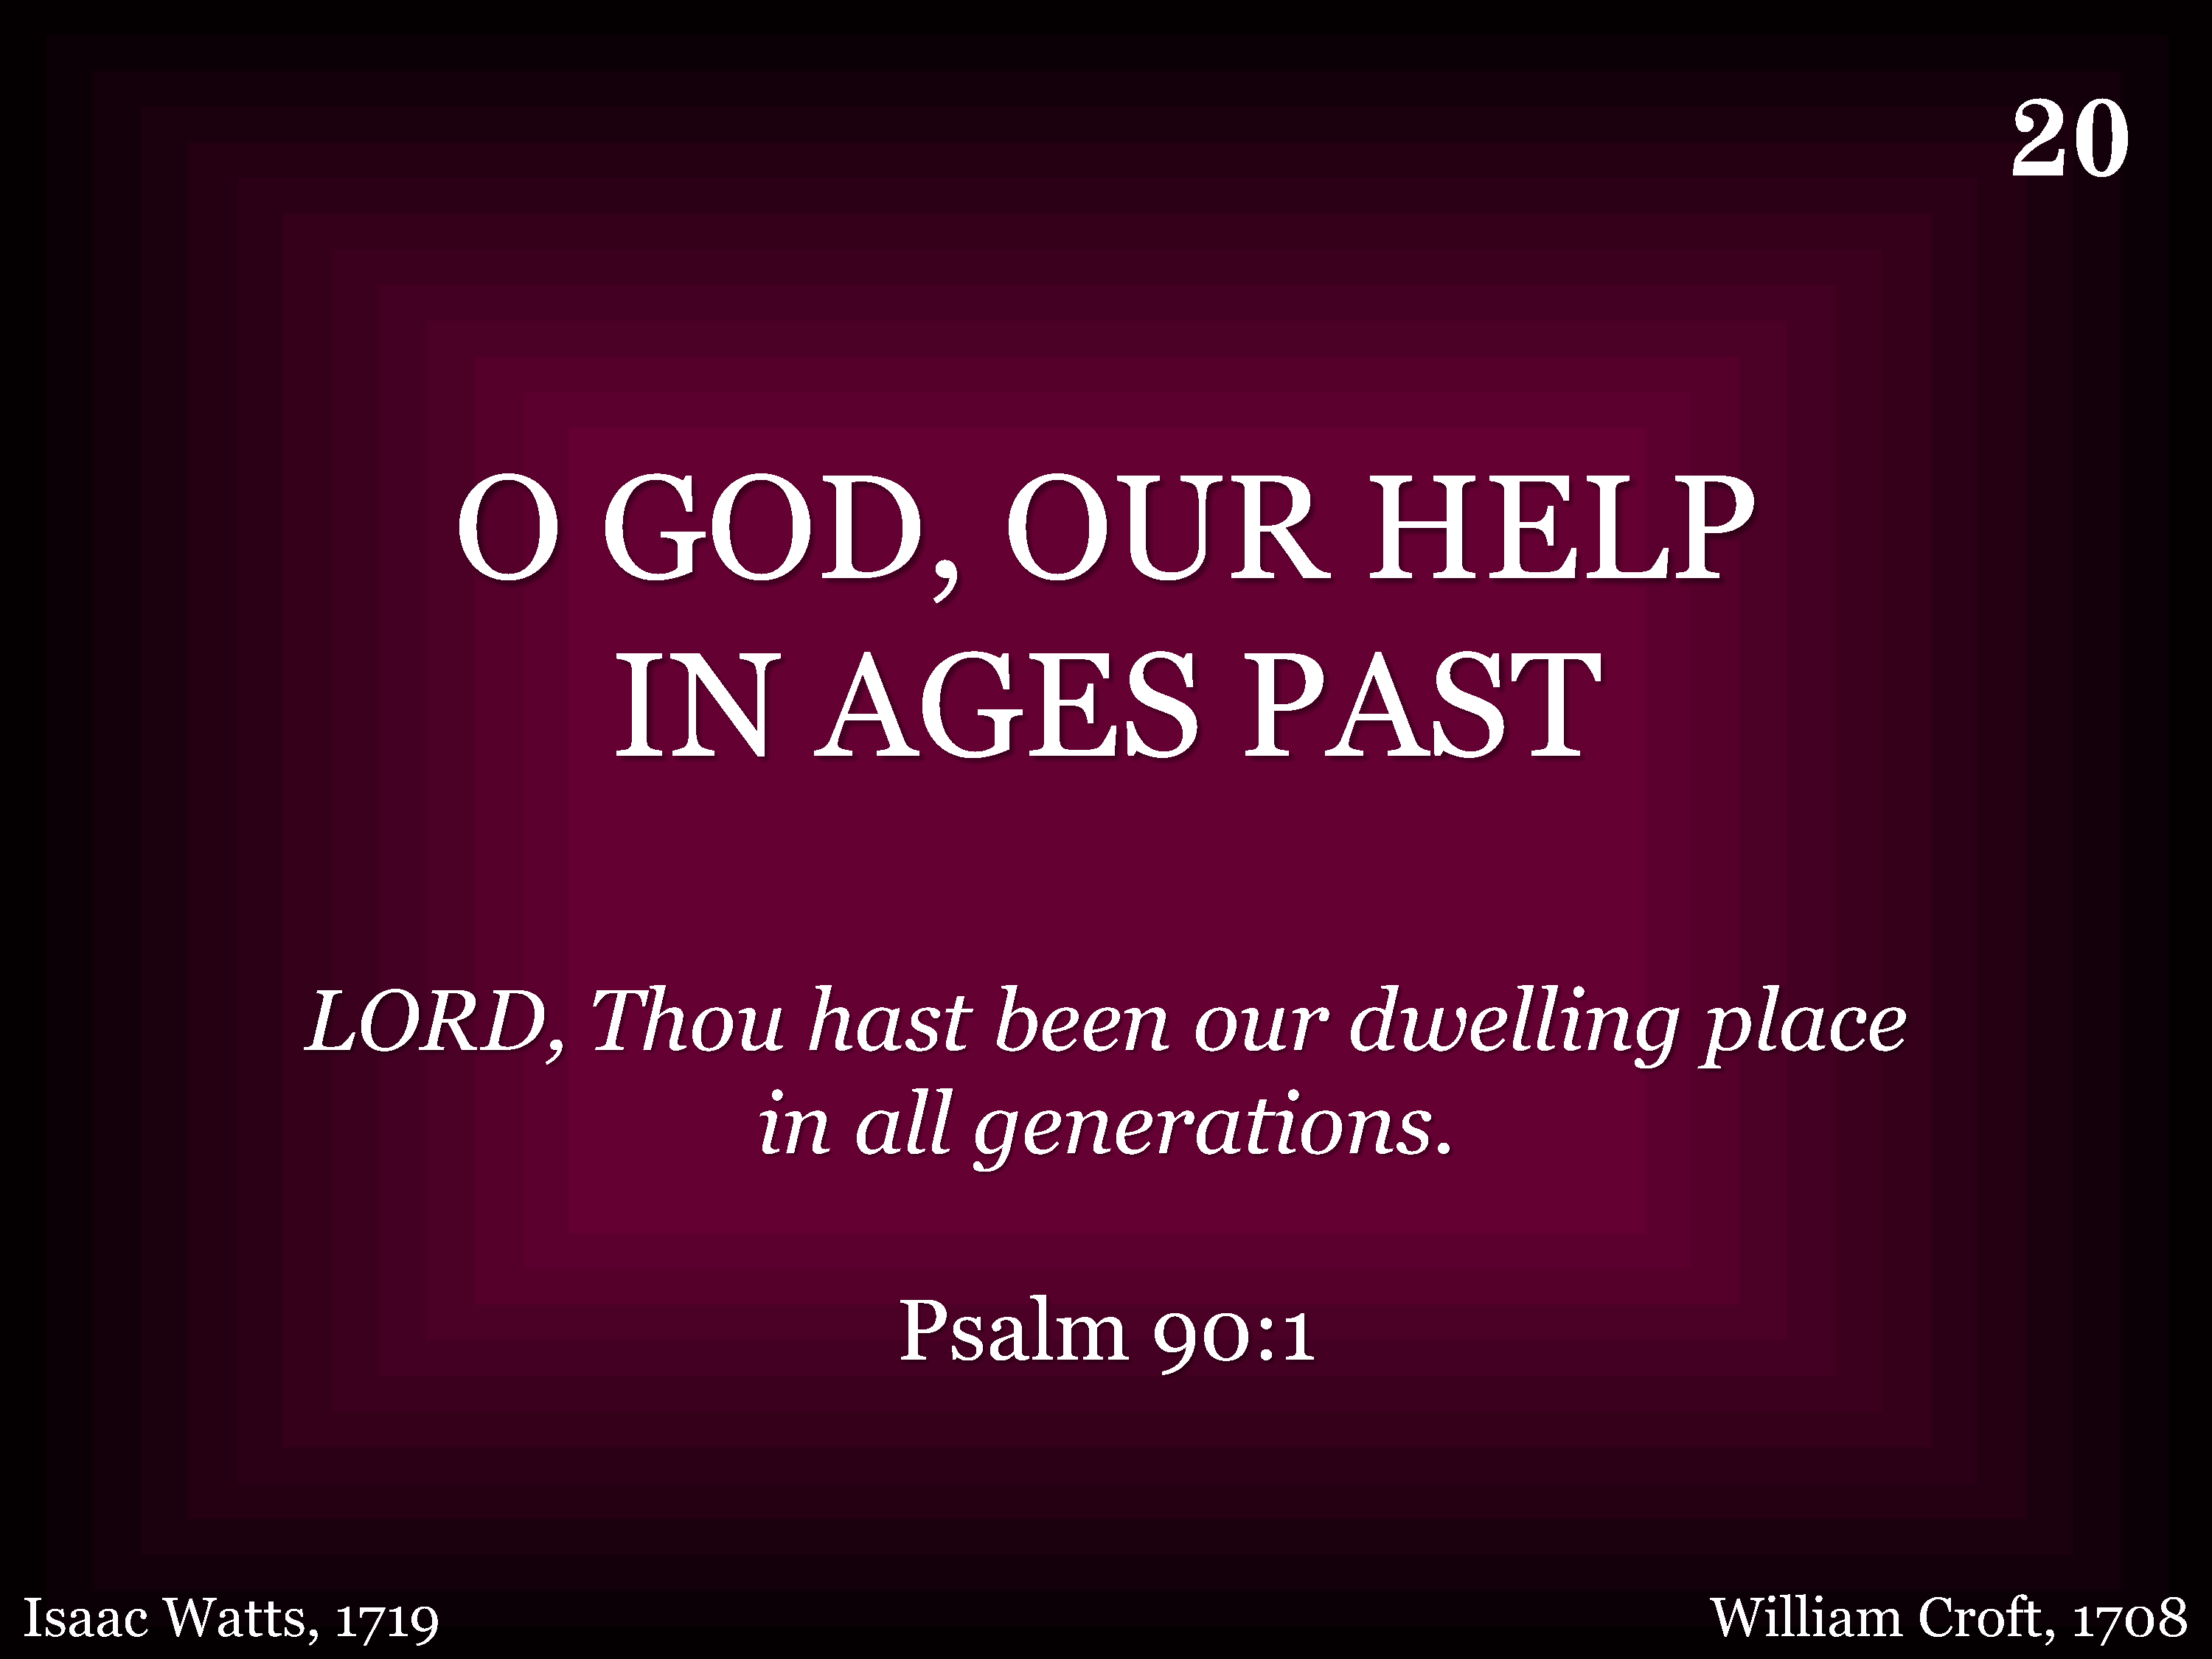 20
O GOD, OUR HELP
IN AGES PAST
LORD, Thou hast been our dwelling place
in all generations.
Psalm 90:1
Isaac Watts, 1719
William Croft, 1708